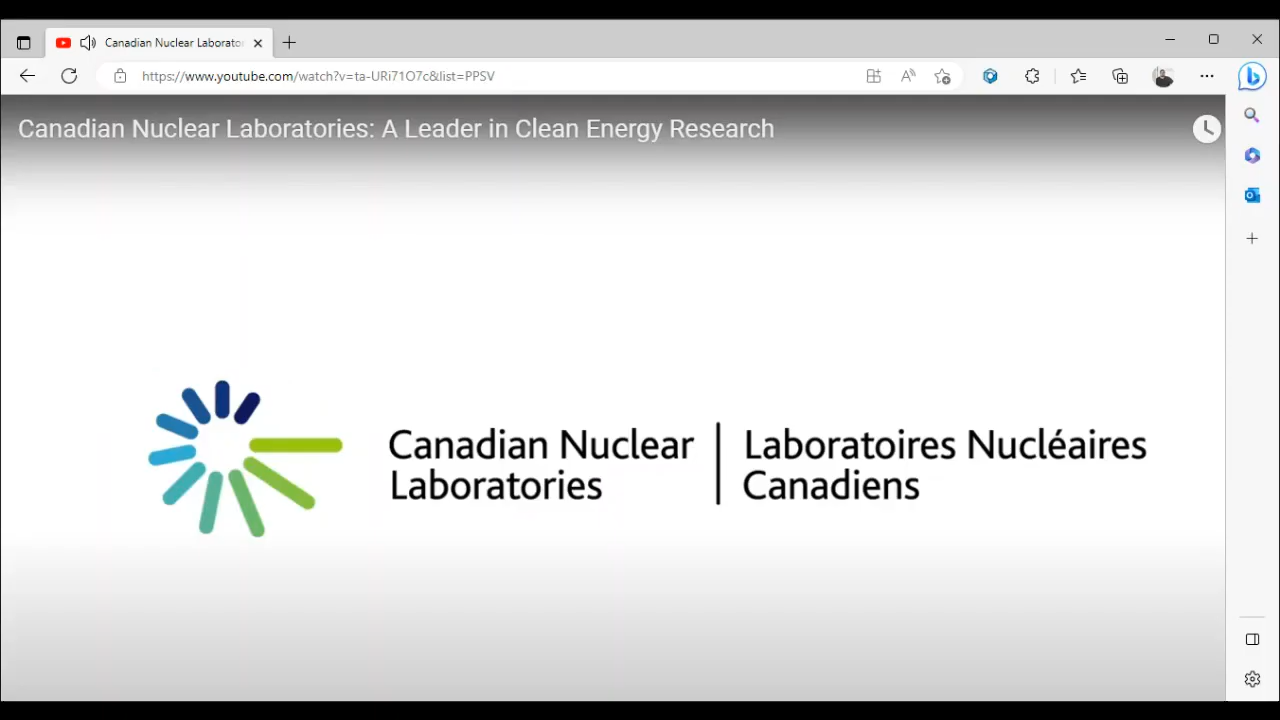 Canadian Nuclear Laborator
https://www.youtube.com/watch?v=ta-URi71O7c&list=PPSV
Canadian Nuclear Laboratories: A Leader in Clean Energy Research
Canadian Nuclear
Laboratories
Laboratoires Nucléaires
Canadiens